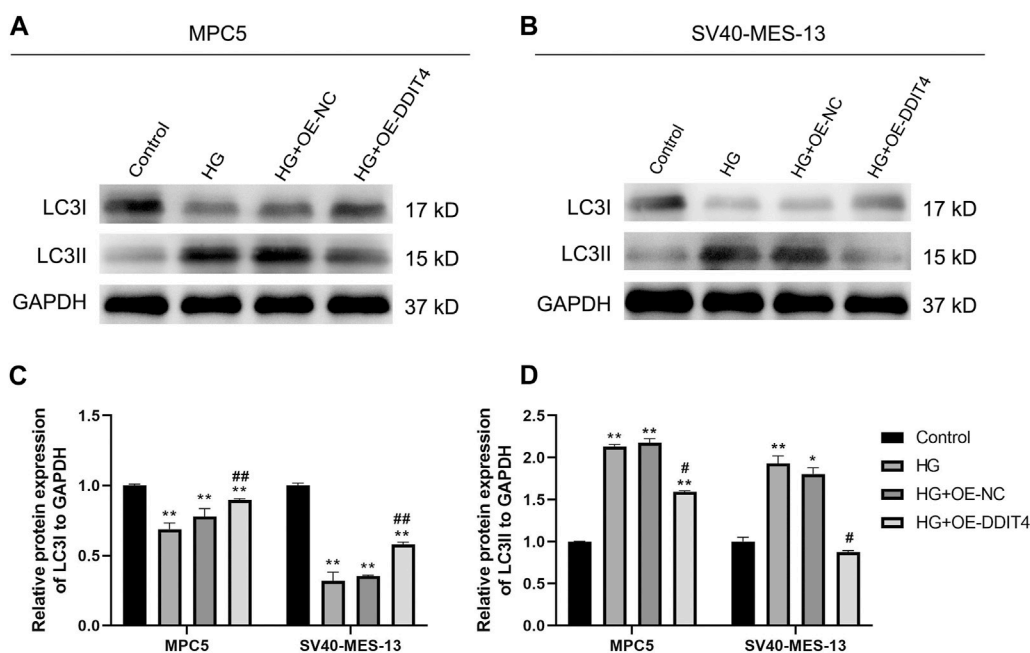 A
MPC5
Control
HG
HG+OE-NC
HG+OE-DDIT4
LC3I
17 kD
LC3II
15 kD
GAPDH
37 kD
B
SV40-MES-13
Control
HG
HG+OE-NC
HG+OE-DDIT4
LC3I
17 kD
LC3II
15 kD
GAPDH
37 kD
C
Relative protein expression
of LC3I to GAPDH
1.5
1.0
0.5
0.0
**
**
##
**
**
**
##
**
MPC5
SV40-MES-13
D
Relative protein expression
of LC3II to GAPDH
2.5
2.0
1.5
1.0
0.5
0.0
**
**
#
**
**
*
#
MPC5
SV40-MES-13
Control
HG
HG+OE-NC
HG+OE-DDIT4